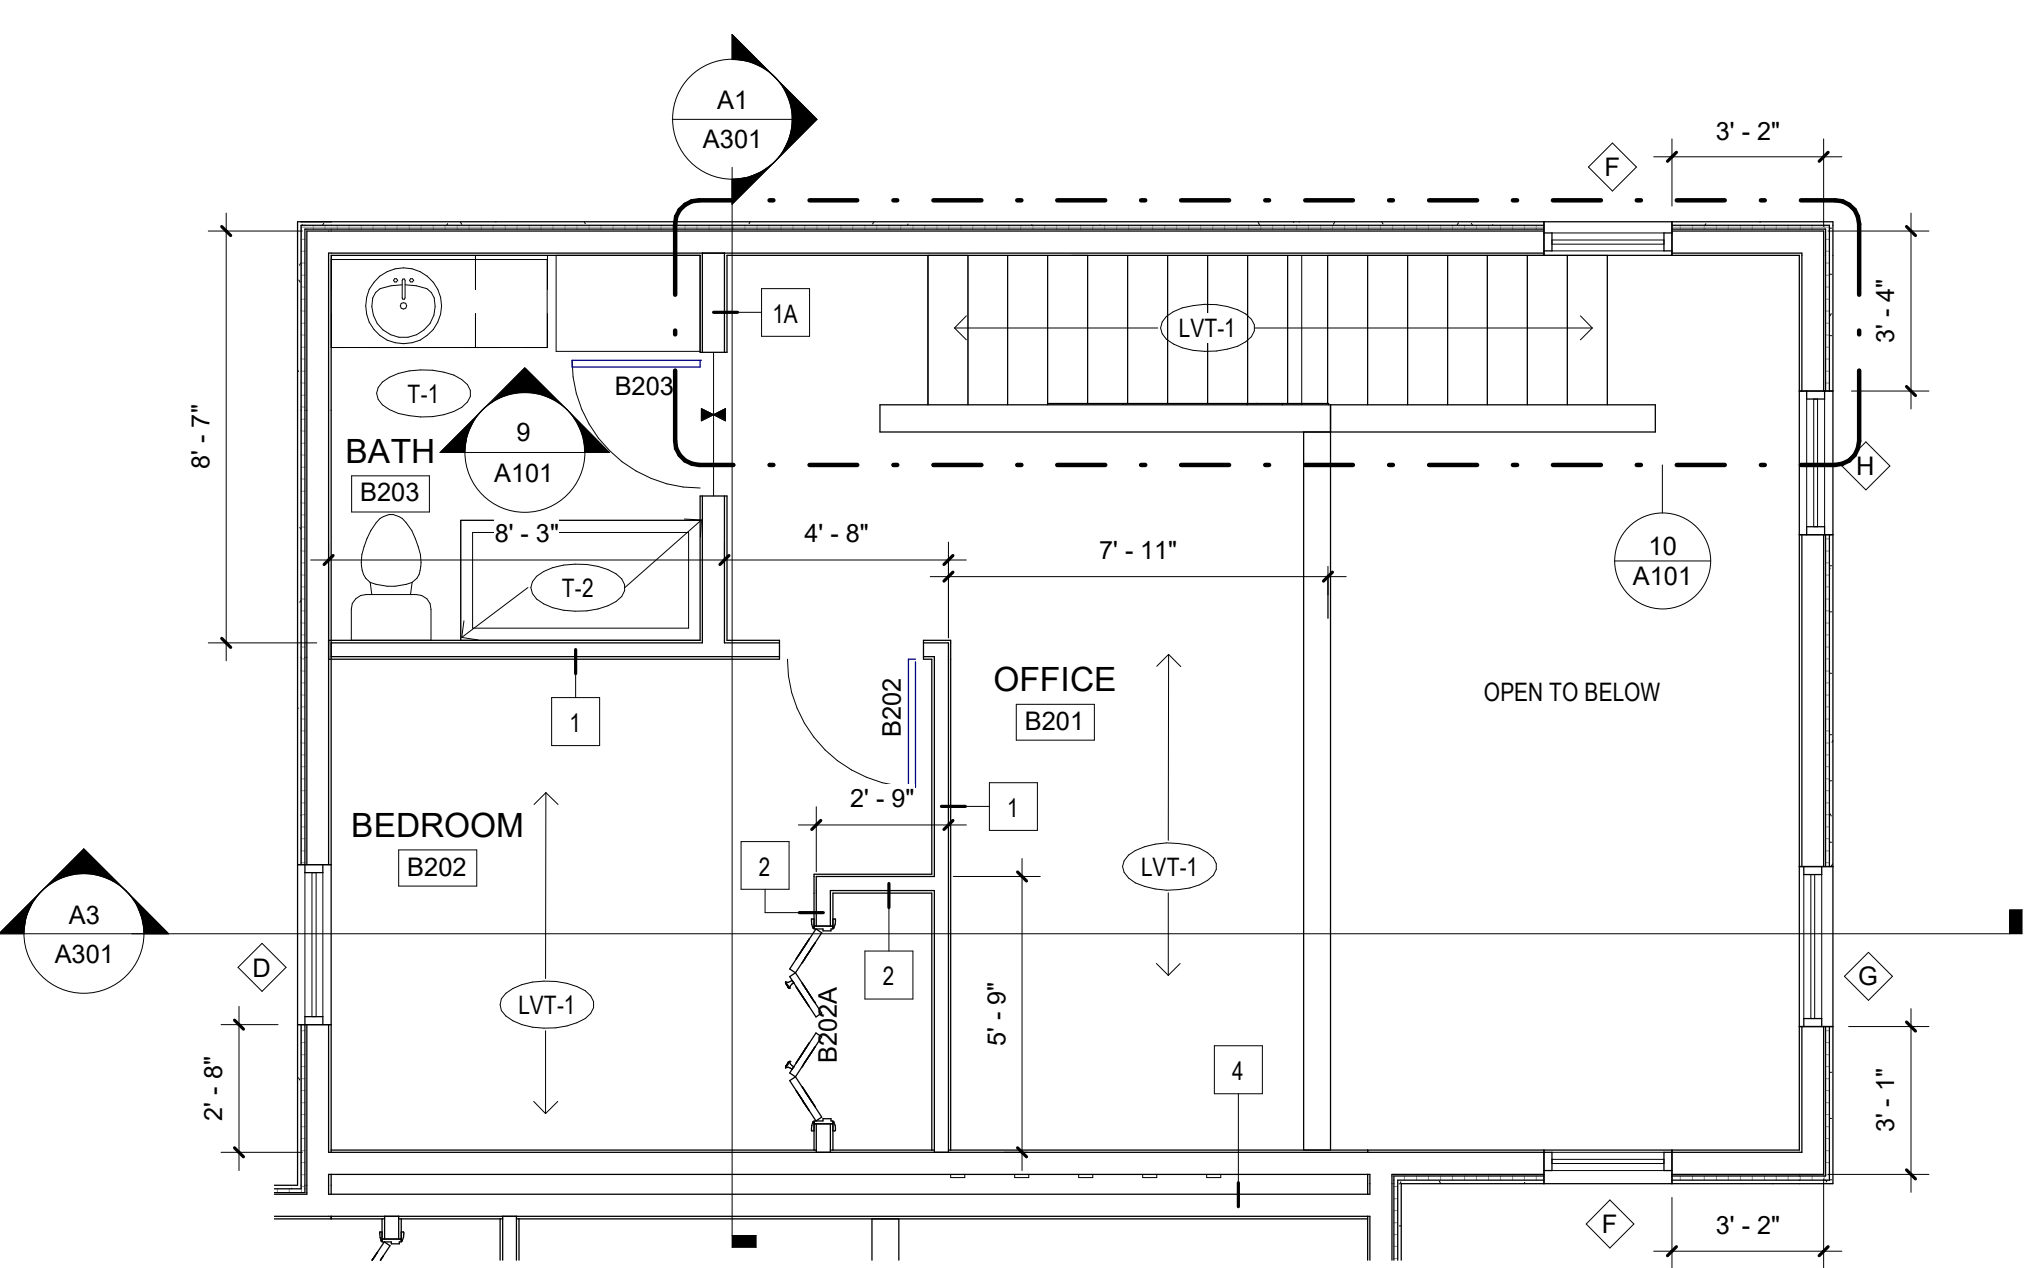 A1
A301
3' - 2"
F
1A
LVT-1
3' - 4"
B203
T-1
8' - 7"
BATH
9
A101
B203
H
8' - 3"
4' - 8"
7' - 11"
10
A101
T-2
OFFICE
B201
B202
OPEN TO BELOW
1
2' - 9"
1
BEDROOM
B202
2
LVT-1
A3
A301
D
2
G
LVT-1
B202A
5' - 9"
4
2' - 8"
3' - 1"
F
3' - 2"